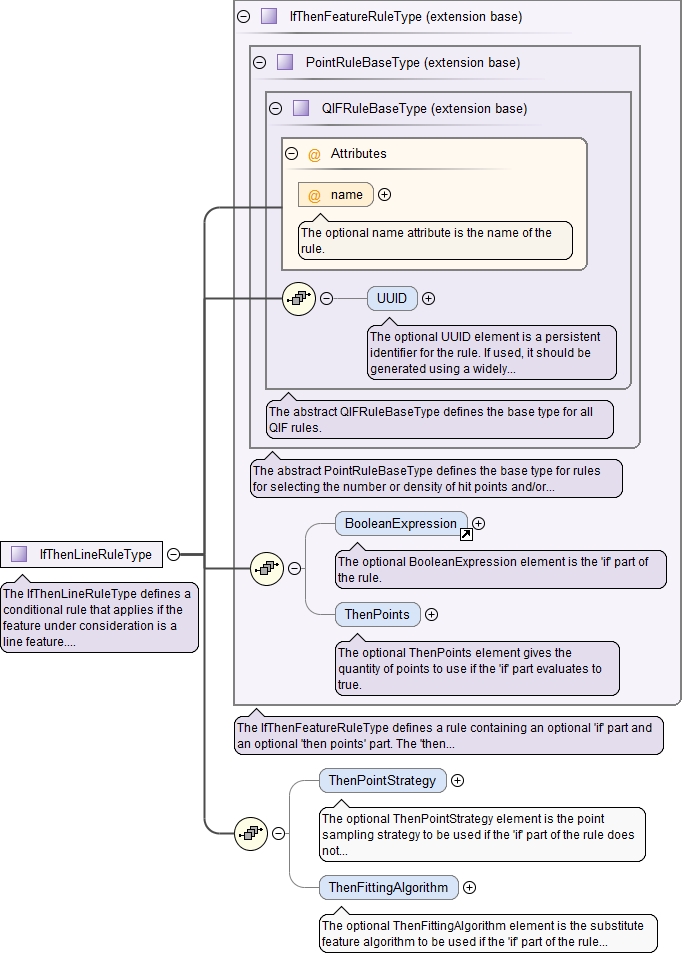 IfThenFeatureRuleType (extension base)
PointRuleBaseType (extension base)
QIFRuleBaseType (extension base)
@ Attributes
@ name
The optional name attribute is the name of the
rule.
UUID
The optional UUID element is a persistent
identifier for the rule. If used, it should be
generated using a widely...
The abstract QIFRuleBaseType defines the base type for all
QIF rules.
The abstract PointRuleBaseType defines the base type for rules
for selecting the number or density of hit points and/or...
BooleanExpression
The optional BooleanExpression element is the 'if' part of
the rule.
IfThenLineRuleType
The IfThenLineRuleType defines a
conditional rule that applies if the
feature under consideration is a
line feature....
ThenPoints
The optional ThenPoints element gives the
quantity of points to use if the 'if' part evaluates to
true.
The IfThenFeatureRuleType defines a rule containing an optional 'if' part and
an optional 'then points' part. The 'then...
ThenPointStrategy
The optional ThenPointStrategy element is the point
sampling strategy to be used if the 'if' part of the rule does
not...
ThenFittingAlgorithm
The optional ThenFittingAlgorithm element is the substitute
feature algorithm to be used if the 'if' part of the rule...